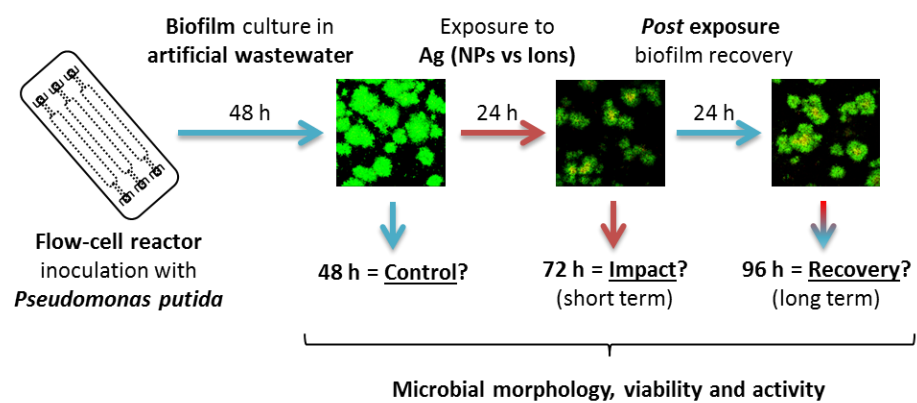 Biofilm culture in
artificial wastewater
Exposure to
Ag (NPs vs Ions)
Post exposure
biofilm recovery
48 h
24 h
24 h
Flow-cell reactor
inoculation with
Pseudomonas putida
48 h = Control?
72 h = Impact?
(short term)
96 h = Recovery?
(long term)
Microbial morphology, viability and activity